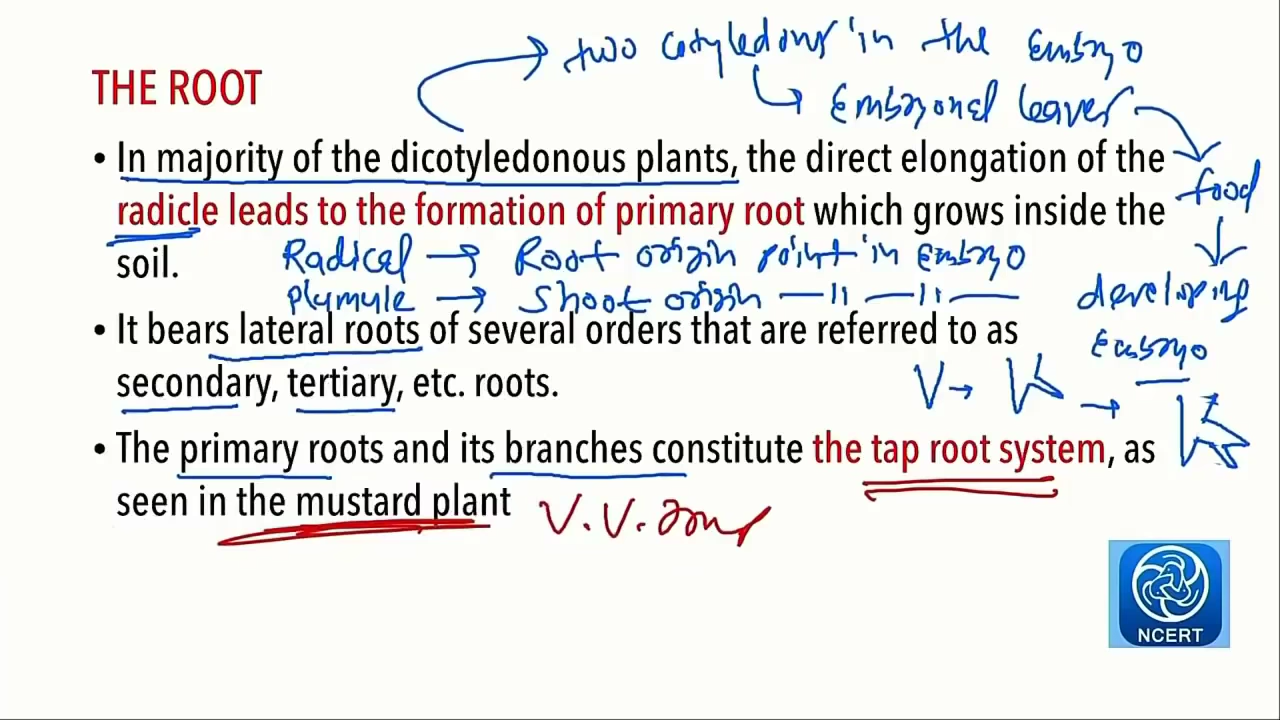 two cotyledons in the Embryo
THE ROOT
Embryonal leaves
• In majority of the dicotyledonous plants, the direct elongation of the
food
radicle leads to the formation of primary root which grows inside the
soil.
Radical → Root origin point in Embryo
Plumule → Shoot origin —11—11—
developing
Embryo
• It bears lateral roots of several orders that are referred to as
secondary, tertiary, etc. roots.
• The primary roots and its branches constitute the tap root system, as
seen in the mustard plant
V.V. Imp
NCERT